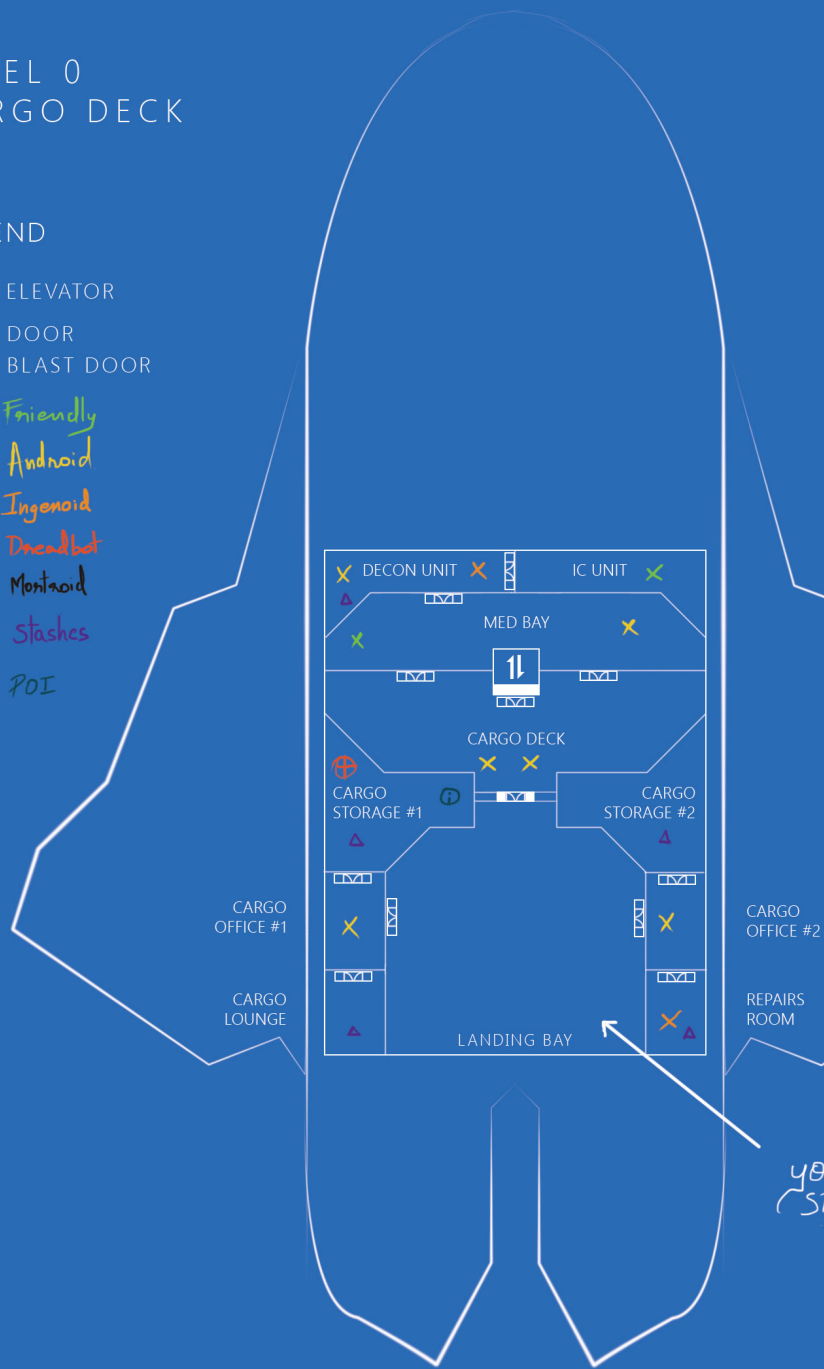 EL 0
RGO DECK
END
ELEVATOR
DOOR
BLAST DOOR
Friendly
Android
Ingenoid
Dreadbot
Mortroid
Stashes
POI
DECON UNIT
IC UNIT
MED BAY
CARGO DECK
CARGO
STORAGE #1
CARGO
STORAGE #2
CARGO
OFFICE #1
CARGO
OFFICE #2
CARGO
LOUNGE
REPAIRS
ROOM
LANDING BAY